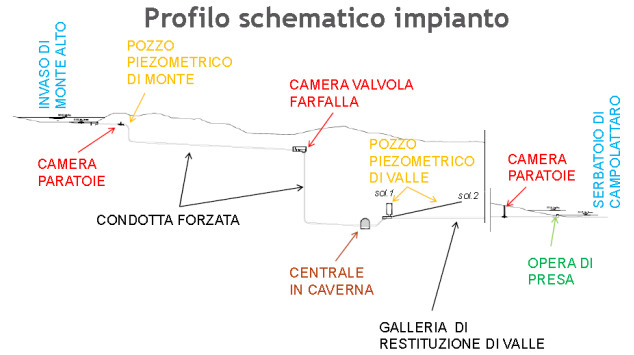 Profilo schematico impianto
INVASO DI
MONTE ALTO
POZZO
PIEZOMETRICO
DI MONTE
CAMERA VALVOLA
FARFALLA
CAMERA
PARATOIE
POZZO
PIEZOMETRICO
DI VALLE
sol.1
sol.2
CAMERA
PARATOIE
SERBATOIO DI
CAMPOLATTARO
CONDOTTA FORZATA
CENTRALE
IN CAVERNA
OPERA DI
PRESA
GALLERIA DI
RESTITUZIONE DI VALLE